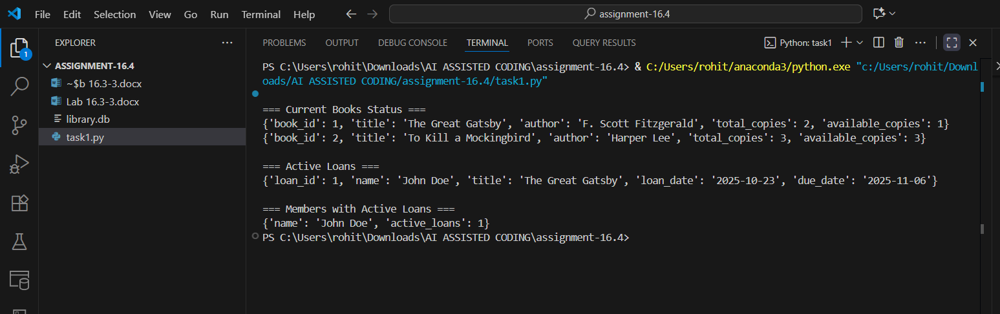 File Edit Selection View Go Run Terminal Help
assignment-16.4
EXPLORER
ASSIGNMENT-16.4
~$b 16.3-3.docx
Lab 16.3-3.docx
library.db
task1.py
1
PROBLEMS OUTPUT DEBUG CONSOLE TERMINAL PORTS QUERY RESULTS
Python: task1
PS C:\Users\rohit\Downloads\AI ASSISTED CODING\assignment-16.4> & C:/Users/rohit/anaconda3/python.exe "c:/Users/rohit/Downl
oads/AI ASSISTED CODING/assignment-16.4/task1.py"
=== Current Books Status ===
{'book_id': 1, 'title': 'The Great Gatsby', 'author': 'F. Scott Fitzgerald', 'total_copies': 2, 'available_copies': 1}
{'book_id': 2, 'title': 'To Kill a Mockingbird', 'author': 'Harper Lee', 'total_copies': 3, 'available_copies': 3}
=== Active Loans ===
{'loan_id': 1, 'name': 'John Doe', 'title': 'The Great Gatsby', 'loan_date': '2025-10-23', 'due_date': '2025-11-06'}
=== Members with Active Loans ===
{'name': 'John Doe', 'active_loans': 1}
PS C:\Users\rohit\Downloads\AI ASSISTED CODING\assignment-16.4>